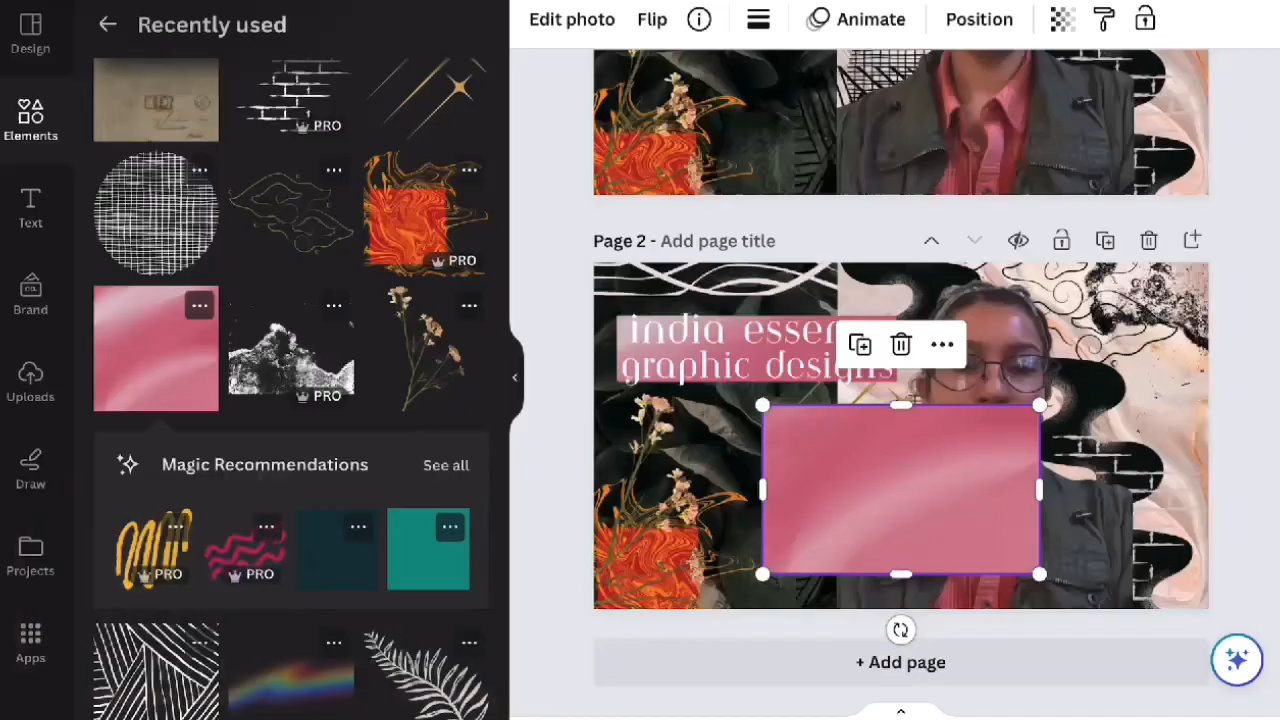 Design
Elements
Text
Brand
Uploads
Draw
Projects
Apps
Recently used
PRO
PRO
PRO
Magic Recommendations
See all
PRO
PRO
Edit photo
Flip
Animate
Position
Page 2 - Add page title
india essen
graphic designs
+ Add page